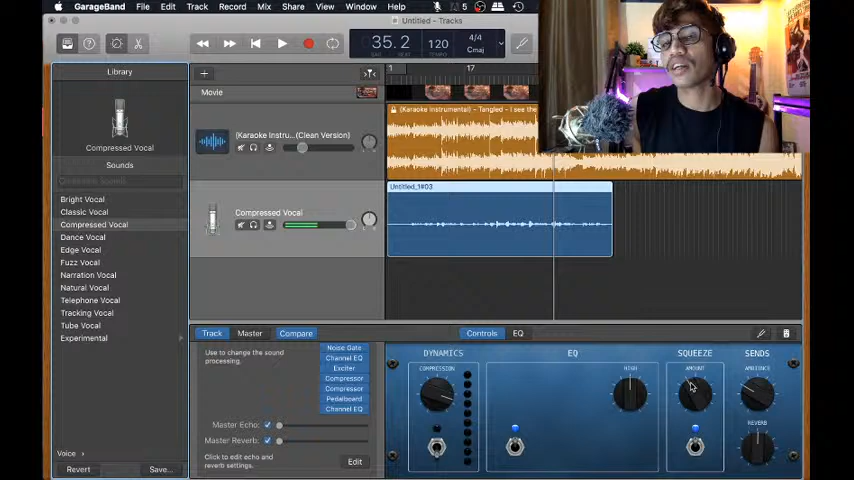 GarageBand File Edit Track Record Mix Share View Window Help 5
Untitled - Tracks
35.2 120 4/4 Cmaj
Library
Compressed Vocal
Sounds
Bright Vocal
Classic Vocal
Compressed Vocal
Dance Vocal
Edge Vocal
Fuzz Vocal
Narration Vocal
Natural Vocal
Telephone Vocal
Tracking Vocal
Tube Vocal
Experimental
Voice
Revert Save...
1 17
Movie
(Karaoke Instru...(Clean Version)
Compressed Vocal
(Karaoke Instrumental) - Tangled - I see the
Untitled_1#03
Track Master Compare Controls EQ
Use to change the sound
processing.
Noise Gate
Channel EQ
Exciter
Compressor
Compressor
Pedalboard
Channel EQ
Master Echo:
Master Reverb:
Click to edit echo and
reverb settings.
Edit
DYNAMICS EQ SQUEEZE SENDS
COMPRESSION HIGH AMOUNT AMBIENCE
REVERB